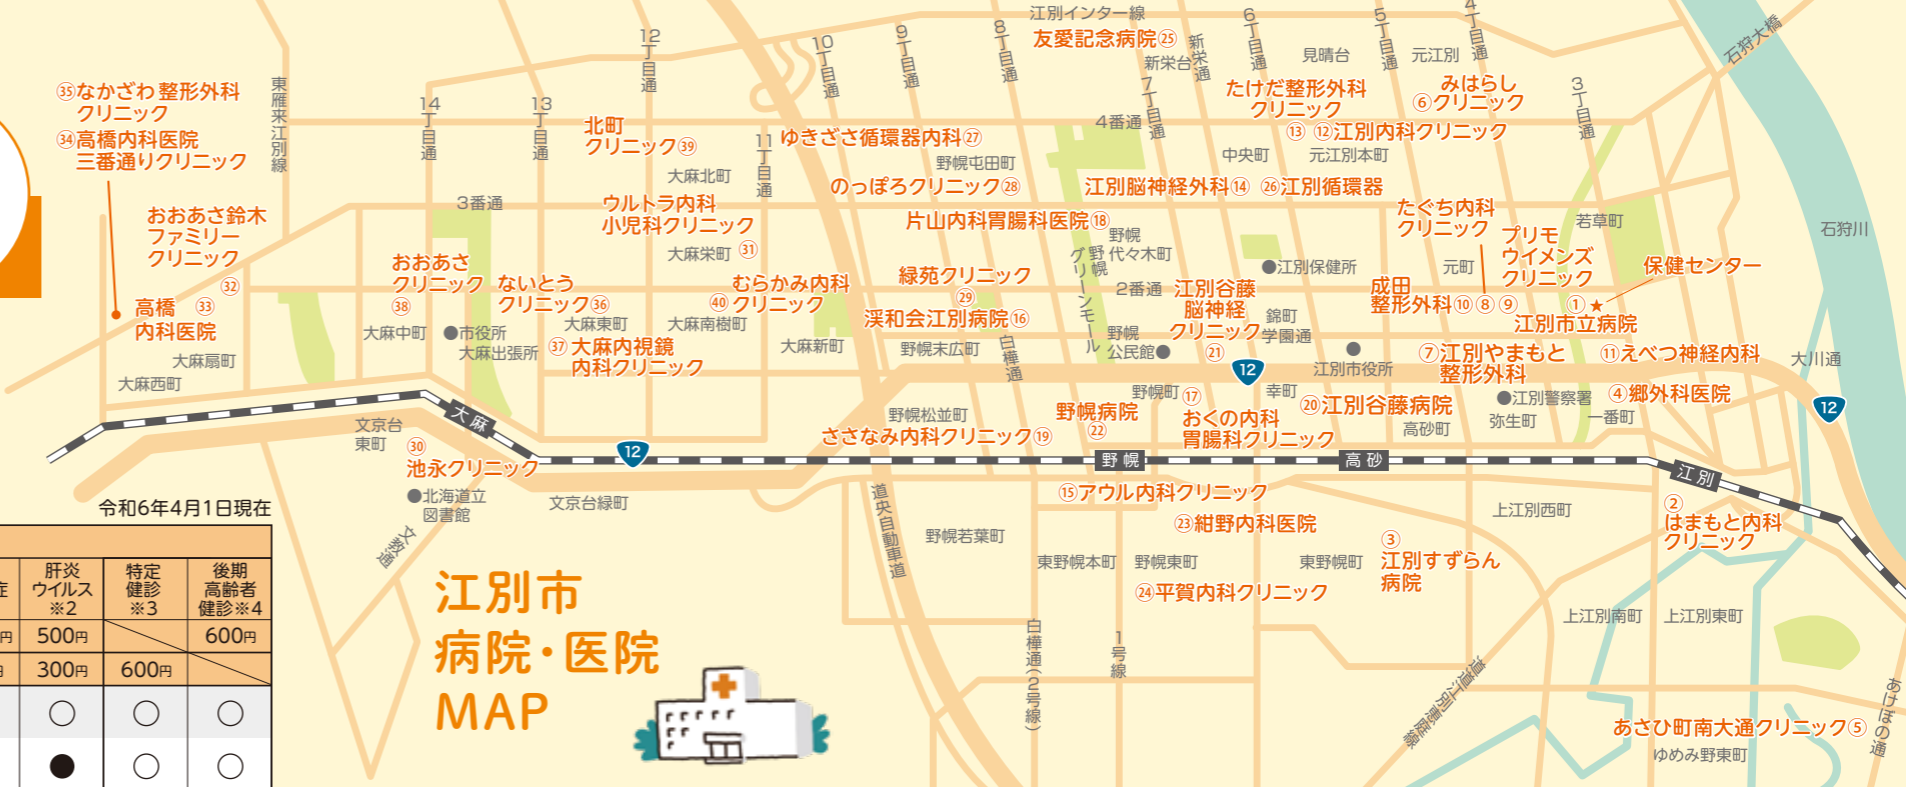 江別インター線
友愛記念病院㉕
新栄台
新栄通
6丁目通
見晴台
5丁目通
元江別
4丁目通
石狩大橋
12丁目通
10丁目通
9丁目通
8丁目通
7丁目通
3丁目通
㉟なかざわ整形外科
クリニック
㉞高橋内科医院
三番通りクリニック
東雁来江別線
14丁目通
13丁目通
北町
クリニック㊴
11丁目通
ゆきざさ循環器内科㉗
4番通
たけだ整形外科
クリニック
⑬
⑫江別内科クリニック
みはらし
⑥クリニック
大麻北町
野幌屯田町
中央町
元江別本町
のっぽろクリニック㉘
江別脳神経外科⑭
㉖江別循環器
3番通
ウルトラ内科
小児科クリニック
㉛
大麻栄町
片山内科胃腸科医院⑱
野幌
代々木町
野幌
グリーンモール
たぐち内科
クリニック
⑧
若草町
プリモ
ウイメンズ
クリニック
⑨
石狩川
おおあさ鈴木
ファミリー
クリニック
㉜
高橋
内科医院
㉝
おおあさ
クリニック
㊳
ないとう
クリニック㊱
むらかみ内科
㊵クリニック
緑苑クリニック
㉙
渓和会江別病院⑯
2番通
江別谷藤
脳神経
クリニック
㉑
●江別保健所
元町
保健センター
成田
整形外科⑩
①★
江別市立病院
大麻中町
●市役所
大麻出張所
大麻東町
大麻南樹町
㊲大麻内視鏡
内科クリニック
大麻新町
野幌末広町
白樺通
野幌
公民館●
錦町
学園通
●
江別市役所
⑦江別やまもと
整形外科
⑪えべつ神経内科
大川通
大麻扇町
大麻西町
12
野幌町
⑰
おくの内科
胃腸科クリニック
幸町
⑳江別谷藤病院
高砂町
●江別警察署
弥生町
④郷外科医院
一番町
12
大麻
文京台
東町
㉚
池永クリニック
12
野幌松並町
ささなみ内科クリニック⑲
野幌病院
㉒
野幌
高砂
江別
●北海道立
図書館
文京台緑町
文教通
道央自動車道
⑮アウル内科クリニック
㉓紺野内科医院
野幌若葉町
東野幌本町
野幌東町
東野幌町
③
江別すずらん
病院
上江別西町
②
はまもと内科
クリニック
㉔平賀内科クリニック
上江別南町
上江別東町
白樺通(2号線)
1号線
道道江別恵庭線
あけぼの通
あさひ町南大通クリニック⑤
ゆめみ野東町
江別市
病院・医院
MAP
令和6年4月1日現在
症
肝炎
ウイルス
※2
特定
健診
※3
後期
高齢者
健診※4
円 500円 600円
円 300円 600円
○ ○ ○
● ○ ○